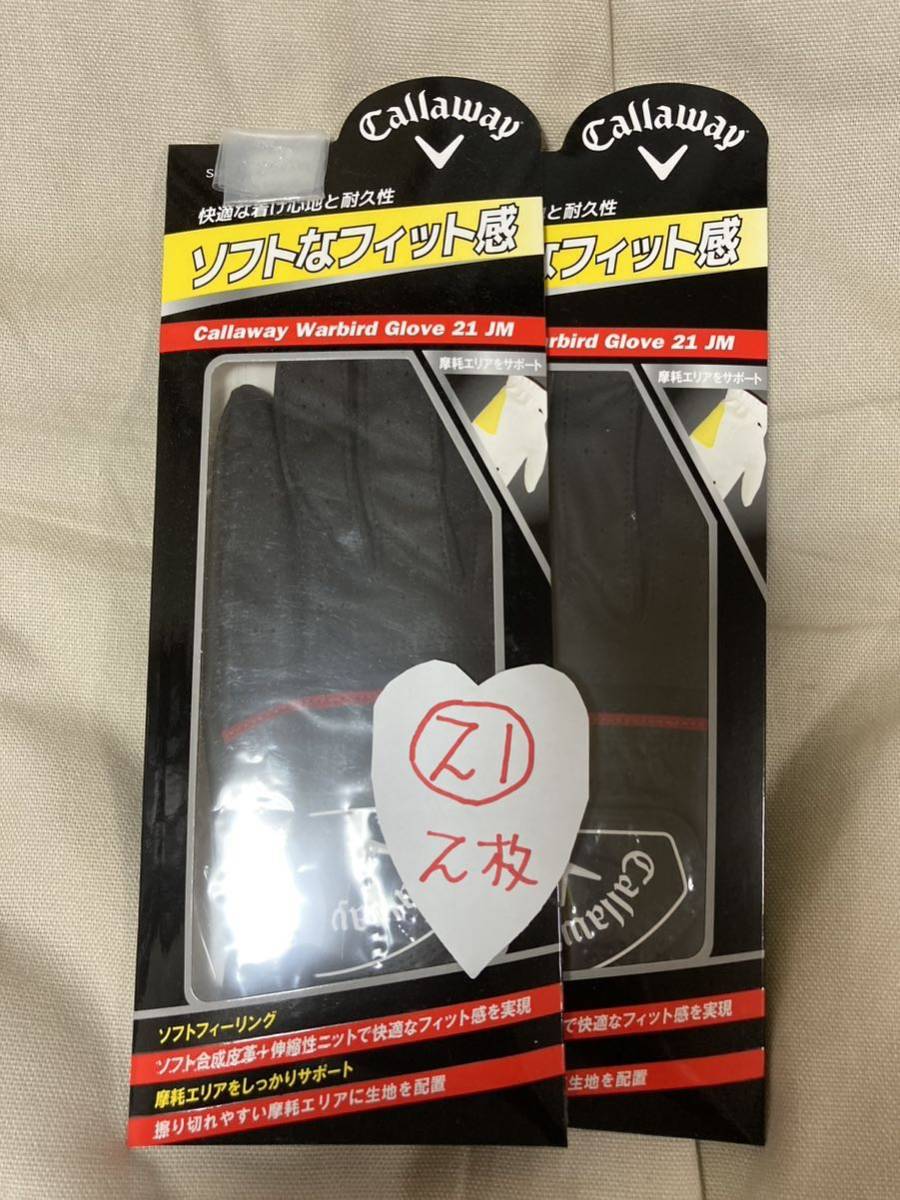 Callaway
快適な着け心地と耐久性
ソフトなフィット感
Callaway Warbird Glove 21 JM
摩耗エリアをサポート
ソフトフィーリング
ソフト合成皮革+伸縮性ニットで快適なフィット感を実現
摩耗エリアをしっかりサポート
擦り切れやすい摩耗エリアに生地を配置
21
2枚
Callaway
と耐久性
フィット感
rbird Glove 21 JM
摩耗エリアをサポート
Callaw
で快適なフィット感を実現
生地を配置